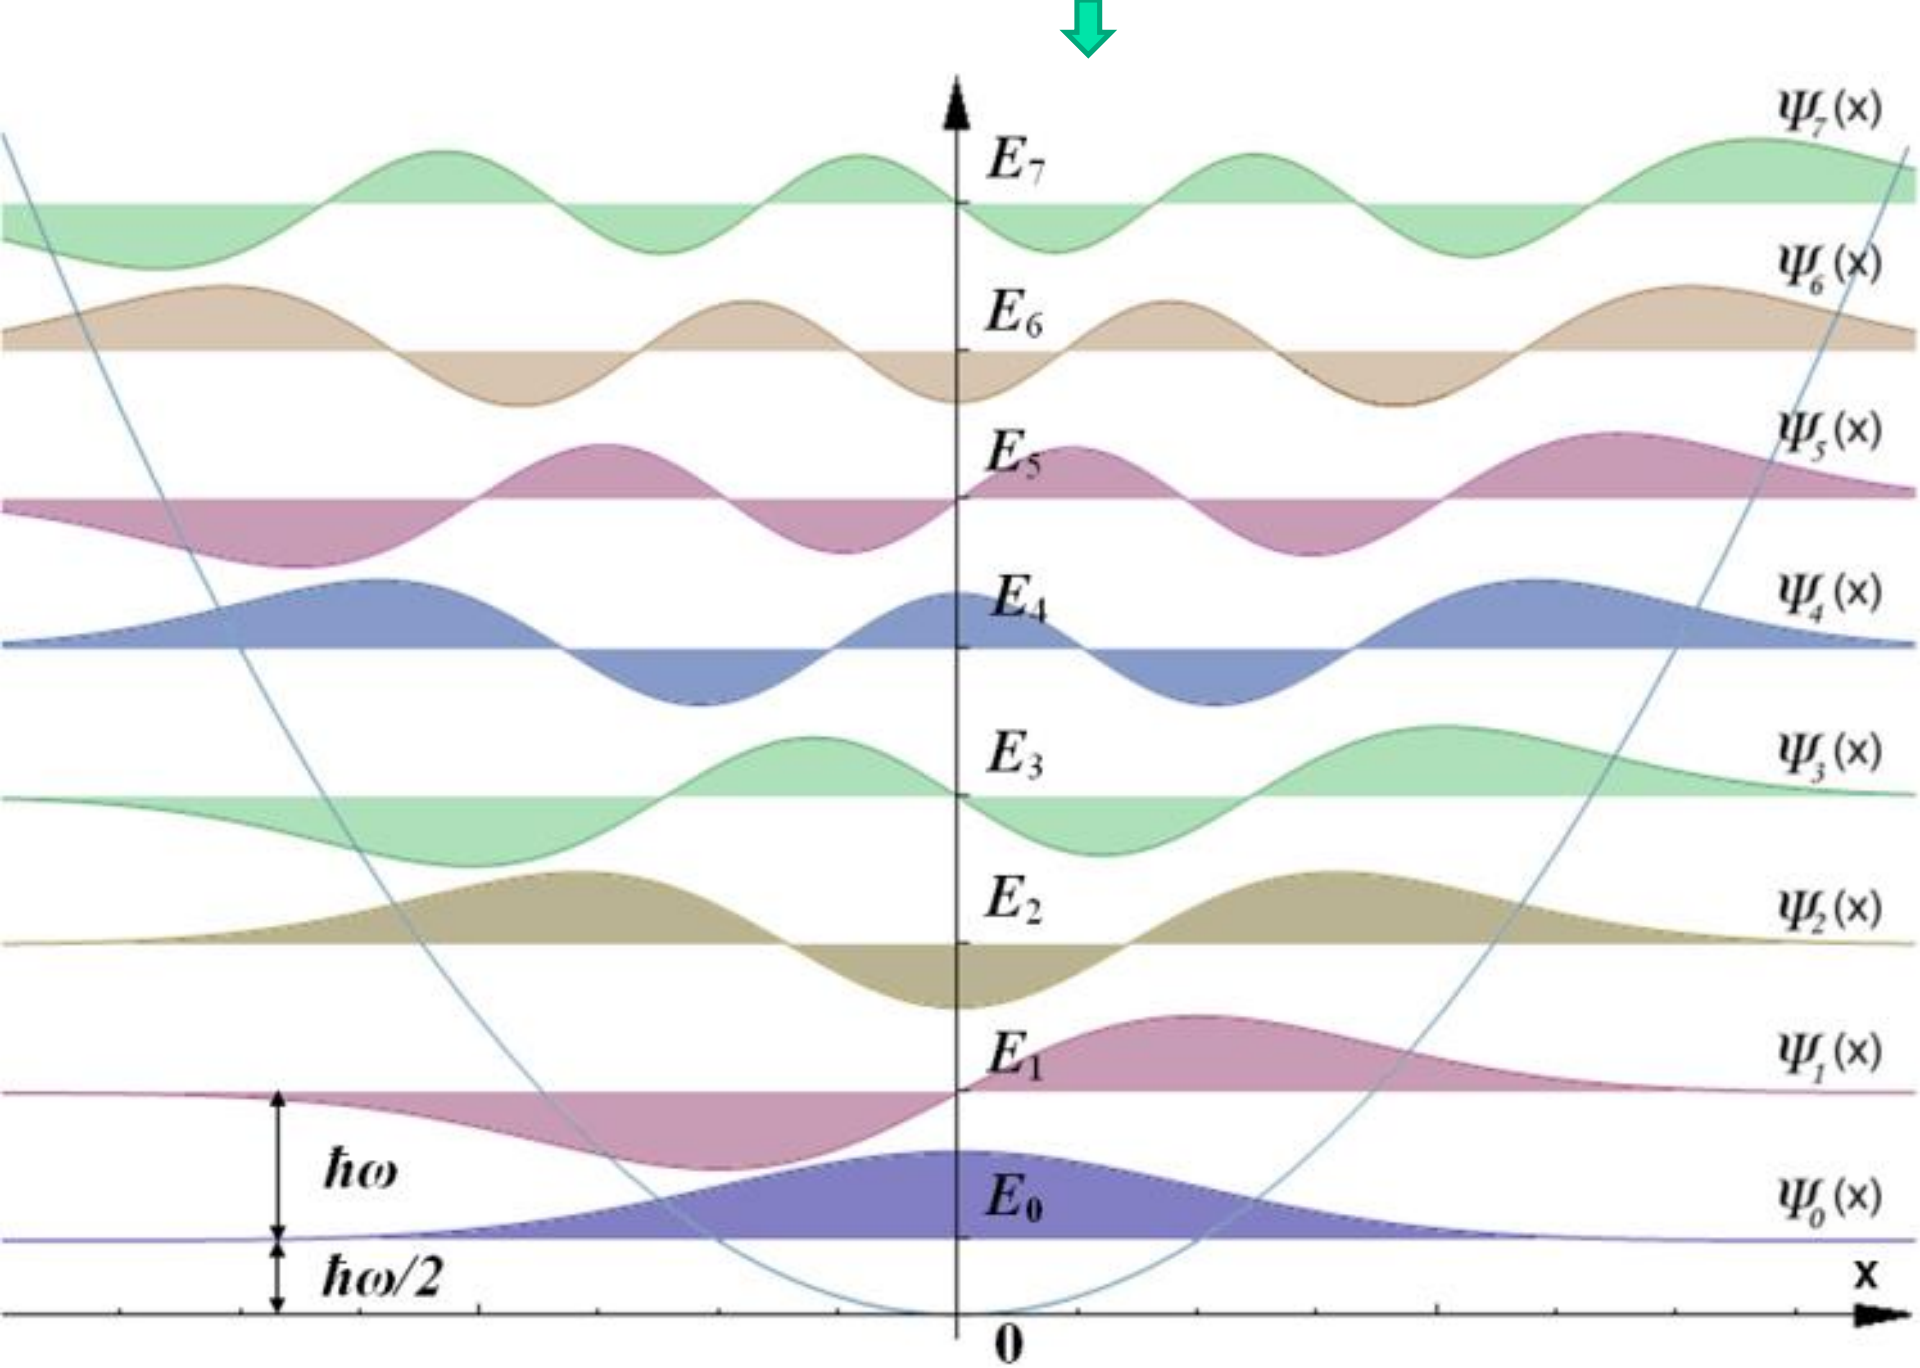 Ψ₇(x)
E₇
Ψ₆(x)
E₆
Ψ₅(x)
E₅
Ψ₄(x)
E₄
Ψ₃(x)
E₃
Ψ₂(x)
E₂
Ψ₁(x)
E₁
ħω
Ψ₀(x)
E₀
ħω/2
x
0